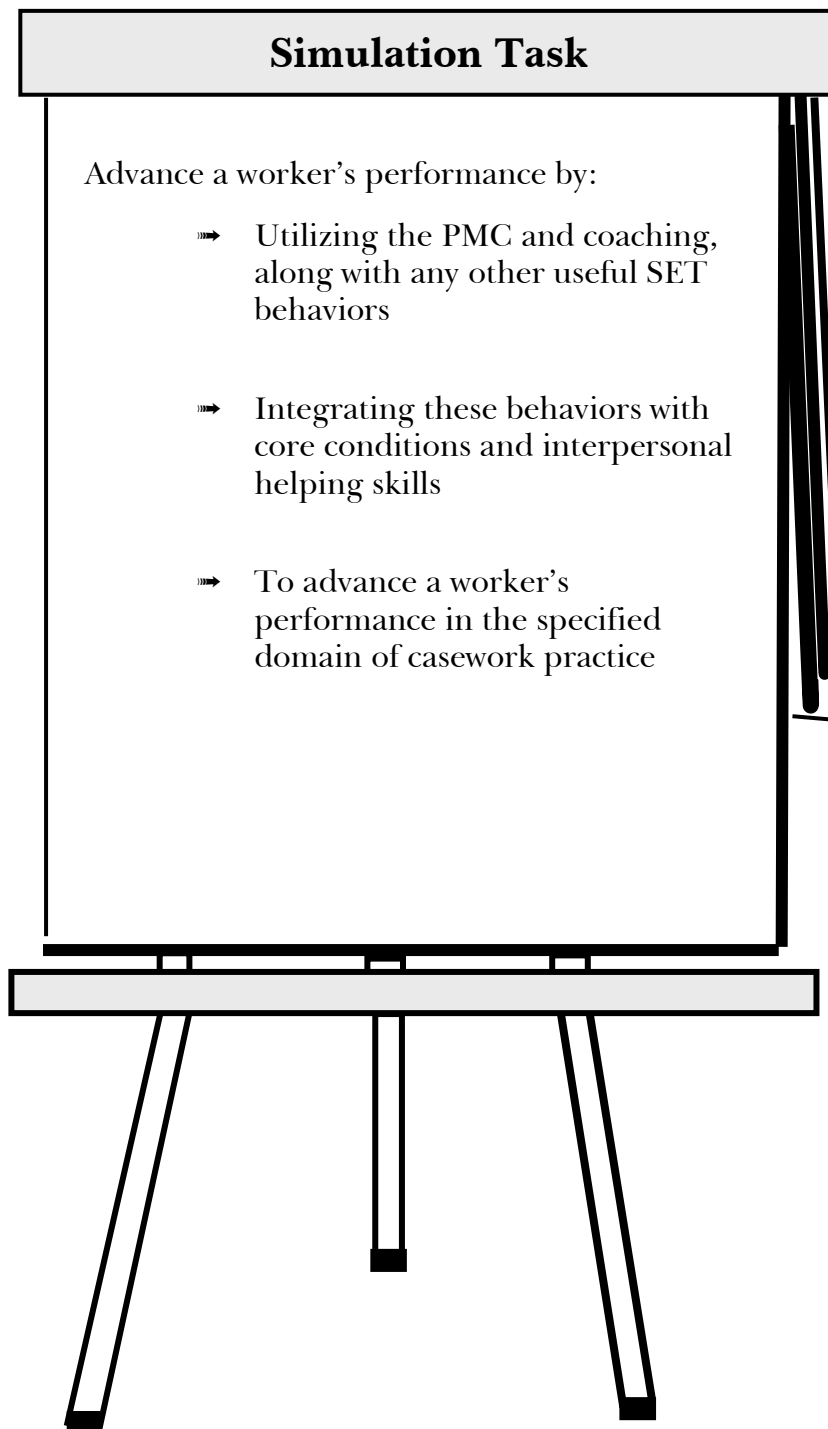 Simulation Task
Advance a worker’s performance by:
➠ Utilizing the PMC and coaching,
along with any other useful SET
behaviors
➠ Integrating these behaviors with
core conditions and interpersonal
helping skills
➠ To advance a worker’s
performance in the specified
domain of casework practice